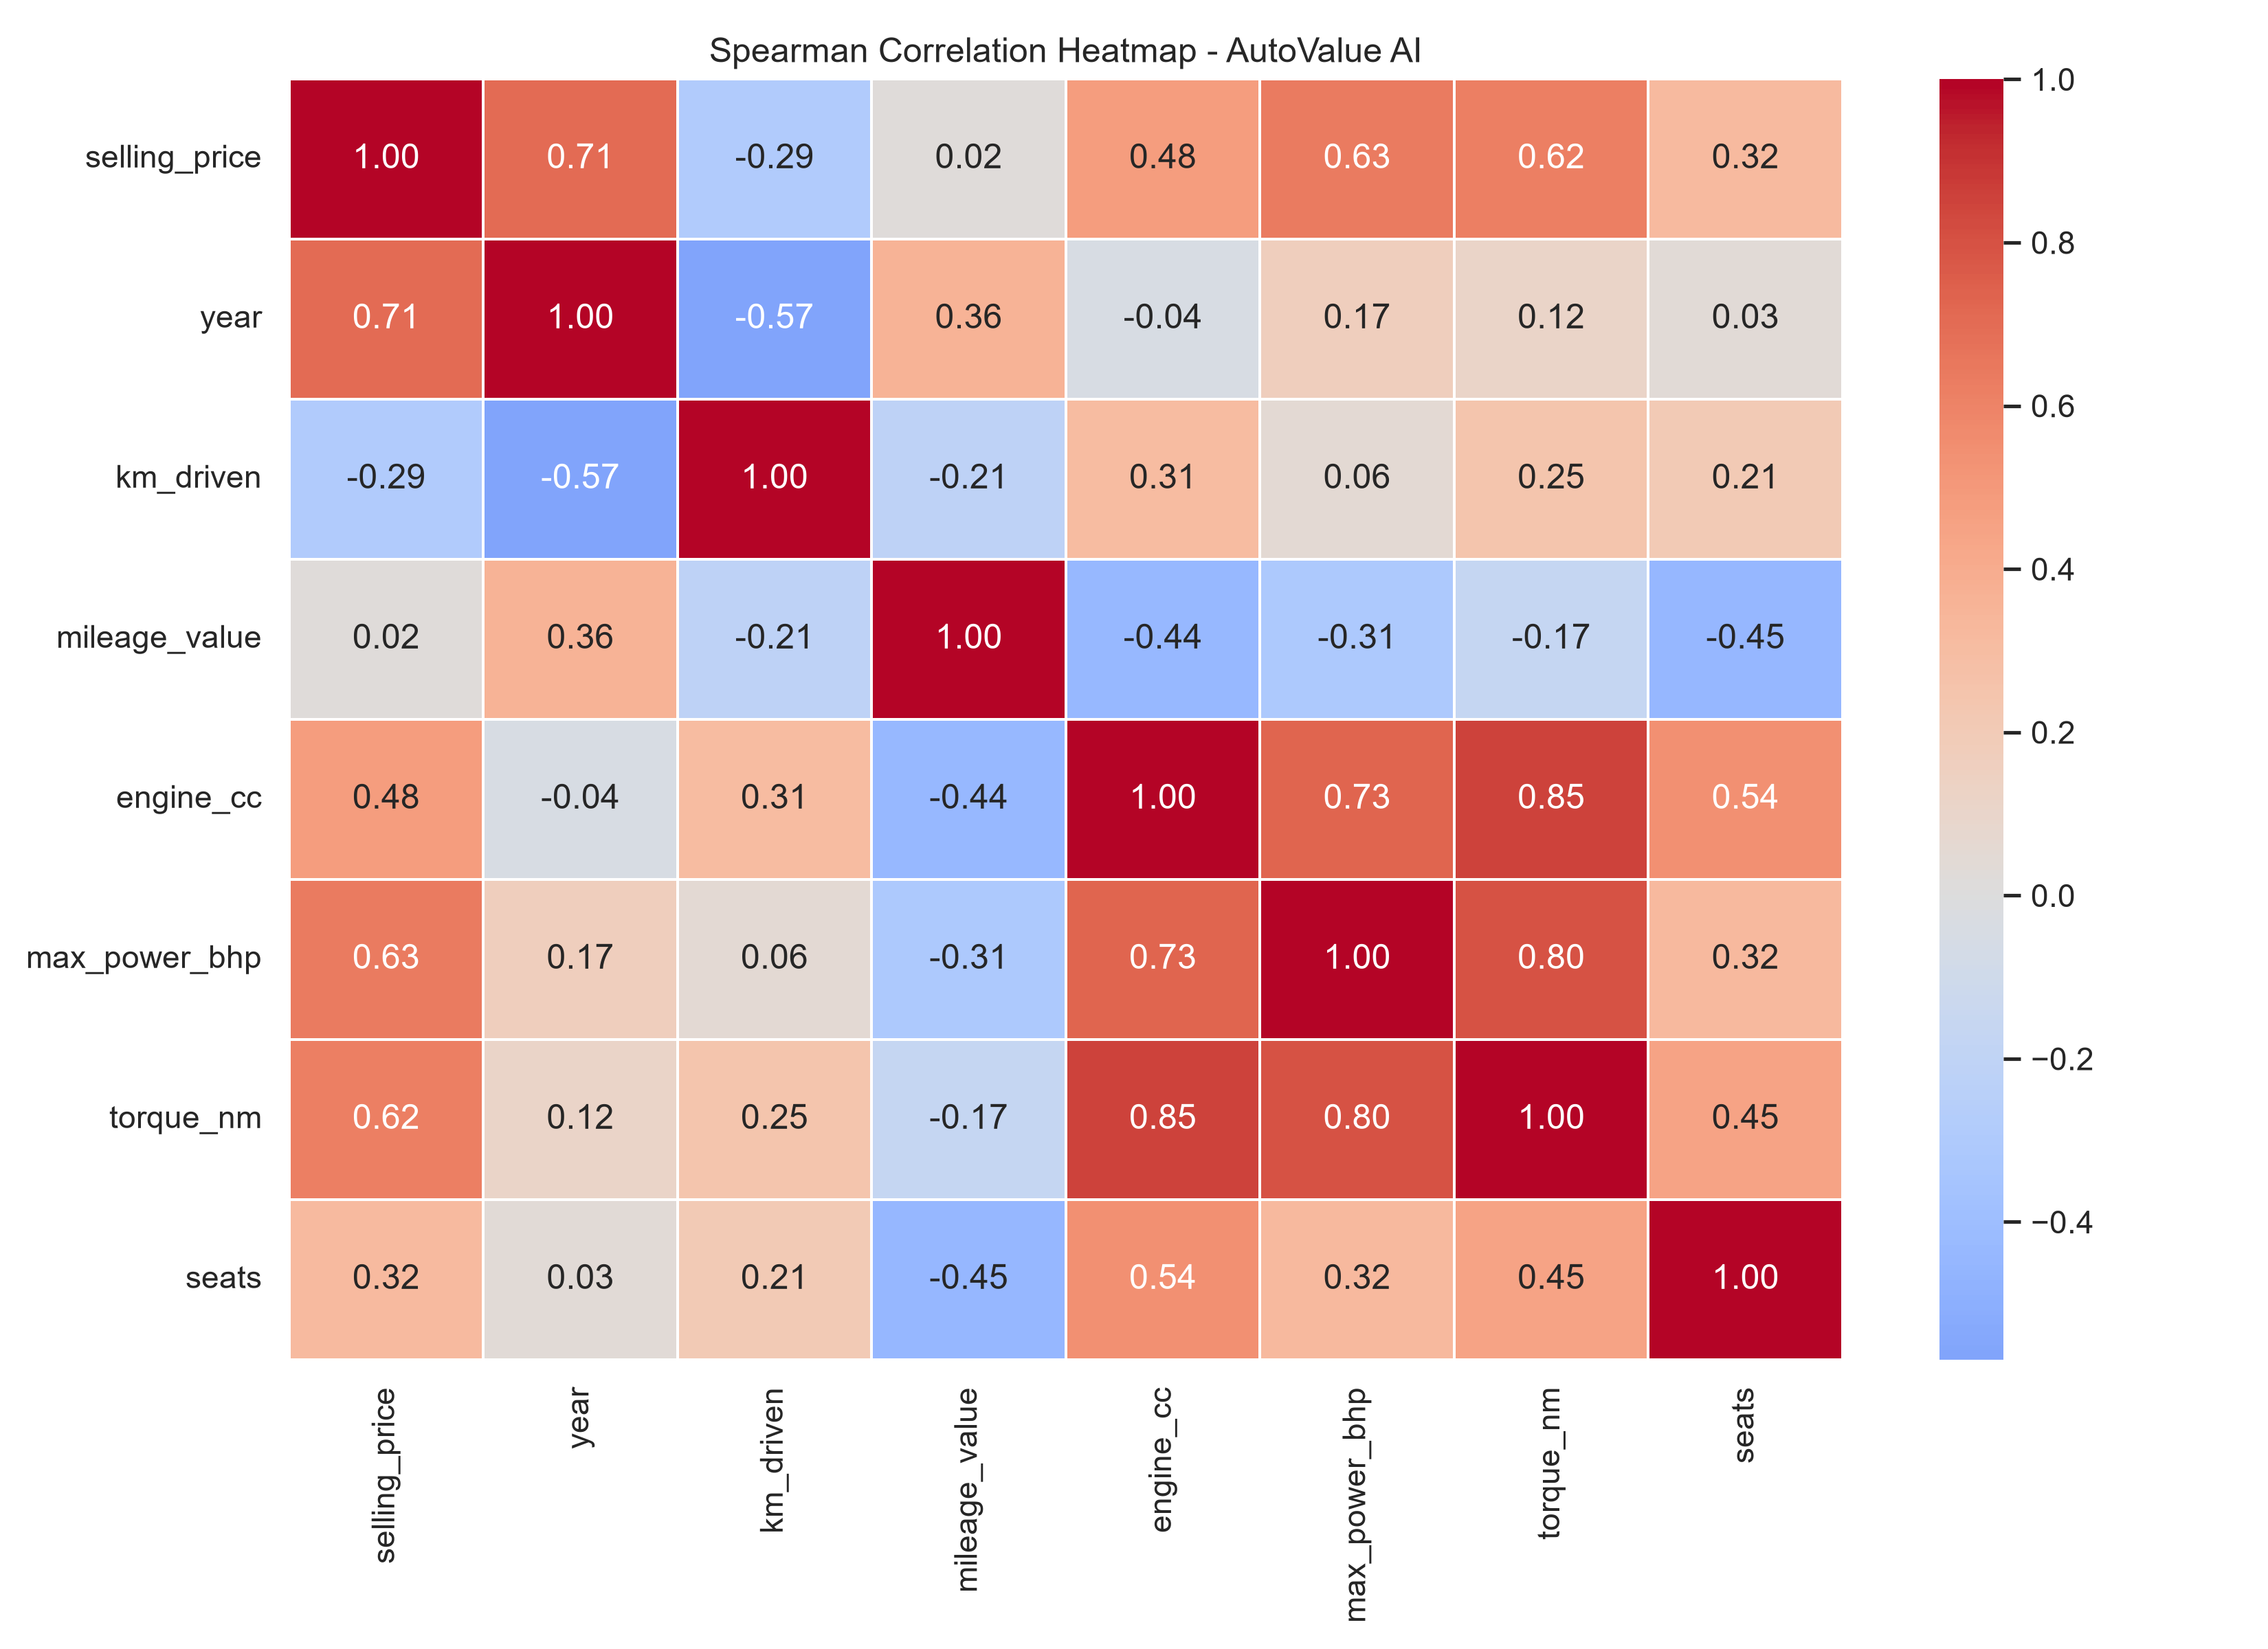 Spearman Correlation Heatmap - AutoValue AI
selling_price 1.00 0.71 -0.29 0.02 0.48 0.63 0.62 0.32
year 0.71 1.00 -0.57 0.36 -0.04 0.17 0.12 0.03
km_driven -0.29 -0.57 1.00 -0.21 0.31 0.06 0.25 0.21
mileage_value 0.02 0.36 -0.21 1.00 -0.44 -0.31 -0.17 -0.45
engine_cc 0.48 -0.04 0.31 -0.44 1.00 0.73 0.85 0.54
max_power_bhp 0.63 0.17 0.06 -0.31 0.73 1.00 0.80 0.32
torque_nm 0.62 0.12 0.25 -0.17 0.85 0.80 1.00 0.45
seats 0.32 0.03 0.21 -0.45 0.54 0.32 0.45 1.00
selling_price
year
km_driven
mileage_value
engine_cc
max_power_bhp
torque_nm
seats
1.0
0.8
0.6
0.4
0.2
0.0
−0.2
−0.4